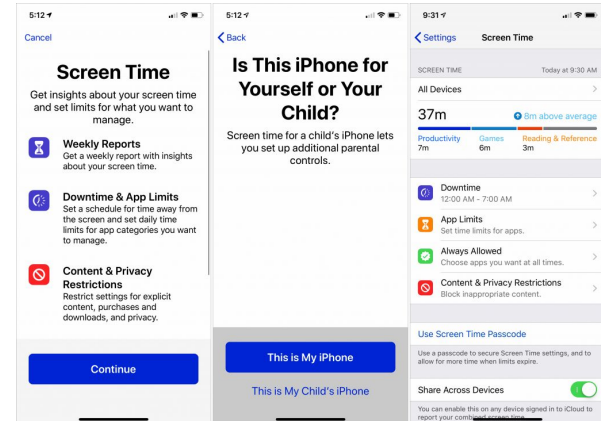 5:12
Cancel
Screen Time
Get insights about your screen time
and set limits for what you want to
manage.
Weekly Reports
Get a weekly report with insights
about your screen time.
Downtime & App Limits
Set a schedule for time away from
the screen and set daily time
limits for app categories you want
to manage.
Content & Privacy
Restrictions
Restrict settings for explicit
content, purchases and
downloads, and privacy.
Continue
5:12
Back
Is This iPhone for
Yourself or Your
Child?
Screen time for a child's iPhone lets
you set up additional parental
controls.
This is My iPhone
This is My Child's iPhone
9:31
Settings
Screen Time
SCREEN TIME
Today at 9:30 AM
All Devices
37m
8m above average
Productivity
Games
Reading & Reference
7m
6m
3m
Downtime
12:00 AM - 7:00 AM
App Limits
Set time limits for apps.
Always Allowed
Choose apps you want at all times.
Content & Privacy Restrictions
Block inappropriate content.
Use Screen Time Passcode
Use a passcode to secure Screen Time settings, and to
allow for more time when limits expire.
Share Across Devices
You can enable this on any device signed in to iCloud to
report your combined screen time.